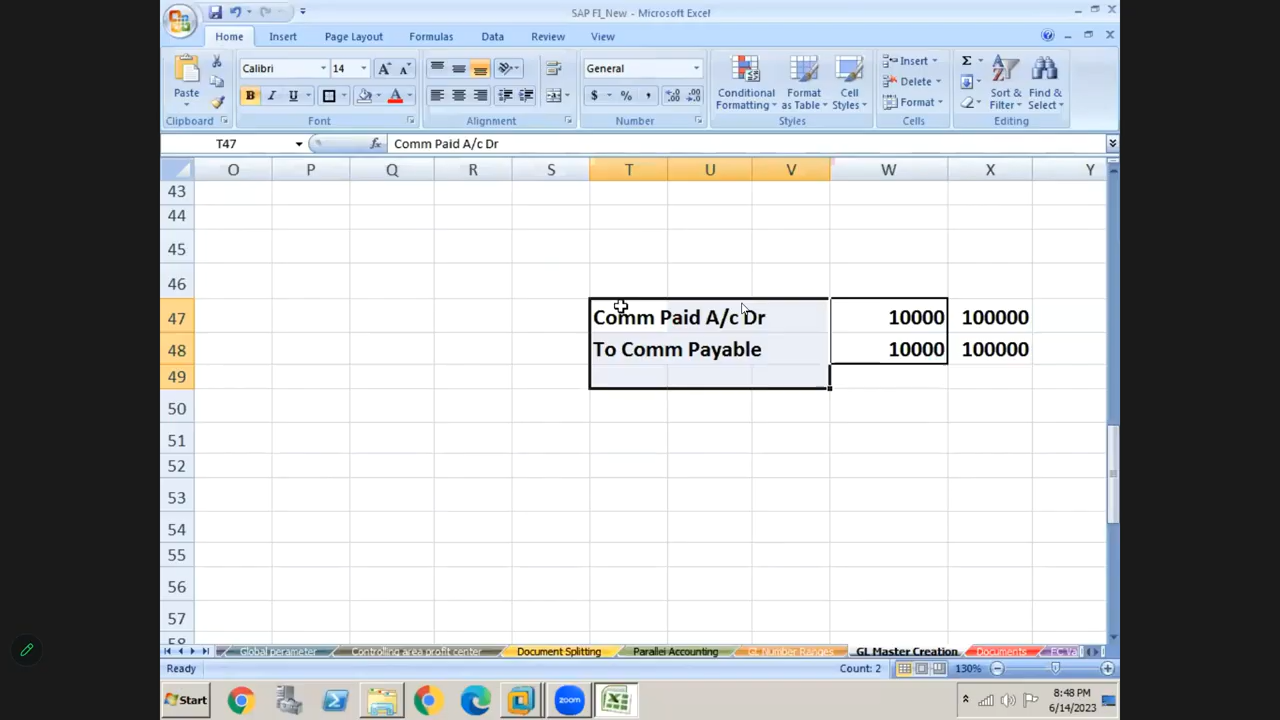 SAP FI_New - Microsoft Excel
Home Insert Page Layout Formulas Data Review View
Calibri 14 General
Paste
B I U $ % ,
Conditional Formatting
Format as Table
Cell Styles
Insert
Delete
Format
Sort & Filter
Find & Select
Clipboard Font Alignment Number Styles Cells Editing
T47 fx Comm Paid A/c Dr
O P Q R S T U V W X Y
43
44
45
46
47 Comm Paid A/c Dr 10000 100000
48 To Comm Payable 10000 100000
49
50
51
52
53
54
55
56
57
58
Global perameter Controlling area profit center Document Splitting Parallel Accounting GL Number Ranges GL Master Creation Documents
Ready Count: 2 130%
Start zoom 8:48 PM
6/14/2023